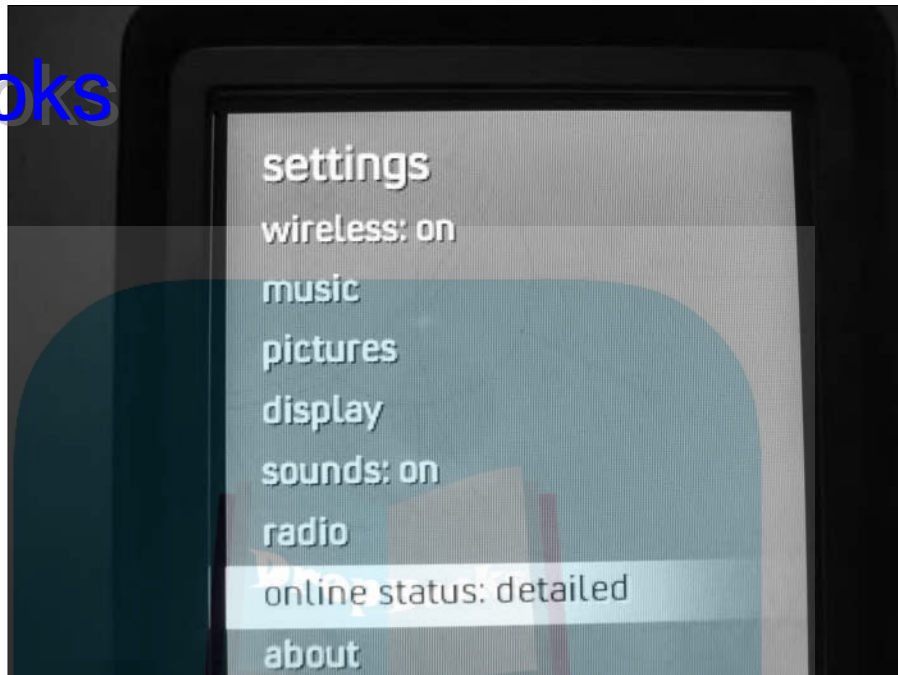 oks
settings
wireless: on
music
pictures
display
sounds: on
radio
online status: detailed
about